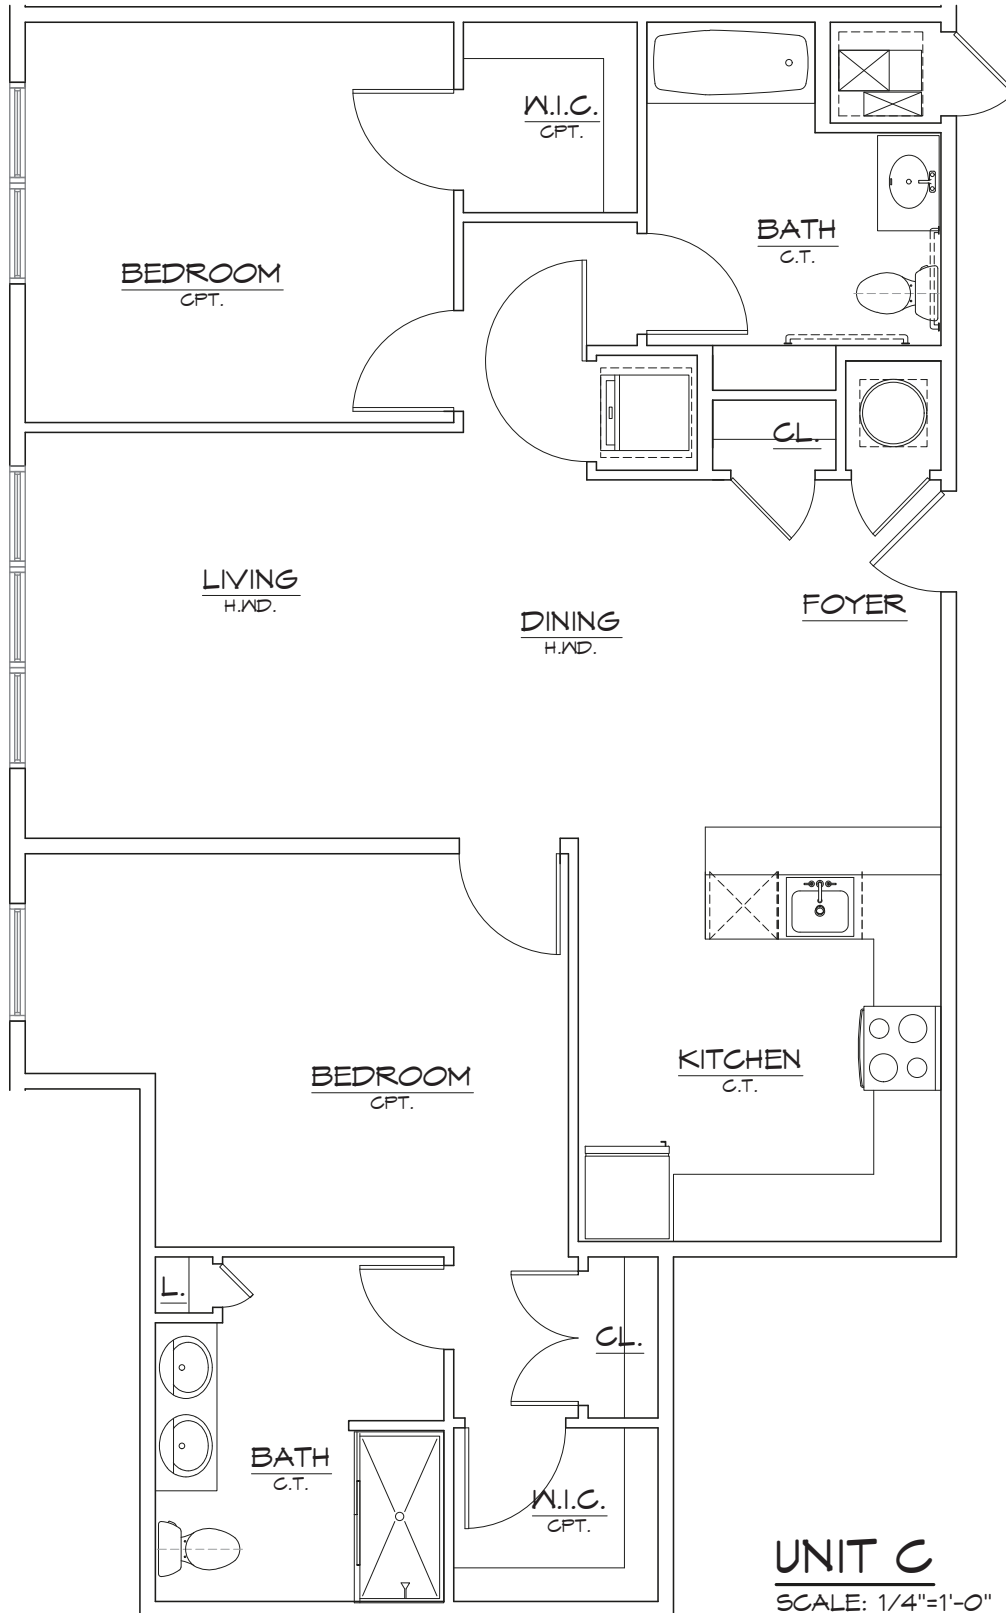 W.I.C.
CPT.
BATH
C.T.
BEDROOM
CPT.
CL.
LIVING
H.WD.
DINING
H.WD.
FOYER
BEDROOM
CPT.
KITCHEN
C.T.
L.
CL.
BATH
C.T.
W.I.C.
CPT.
UNIT C
SCALE: 1/4"=1'-0"